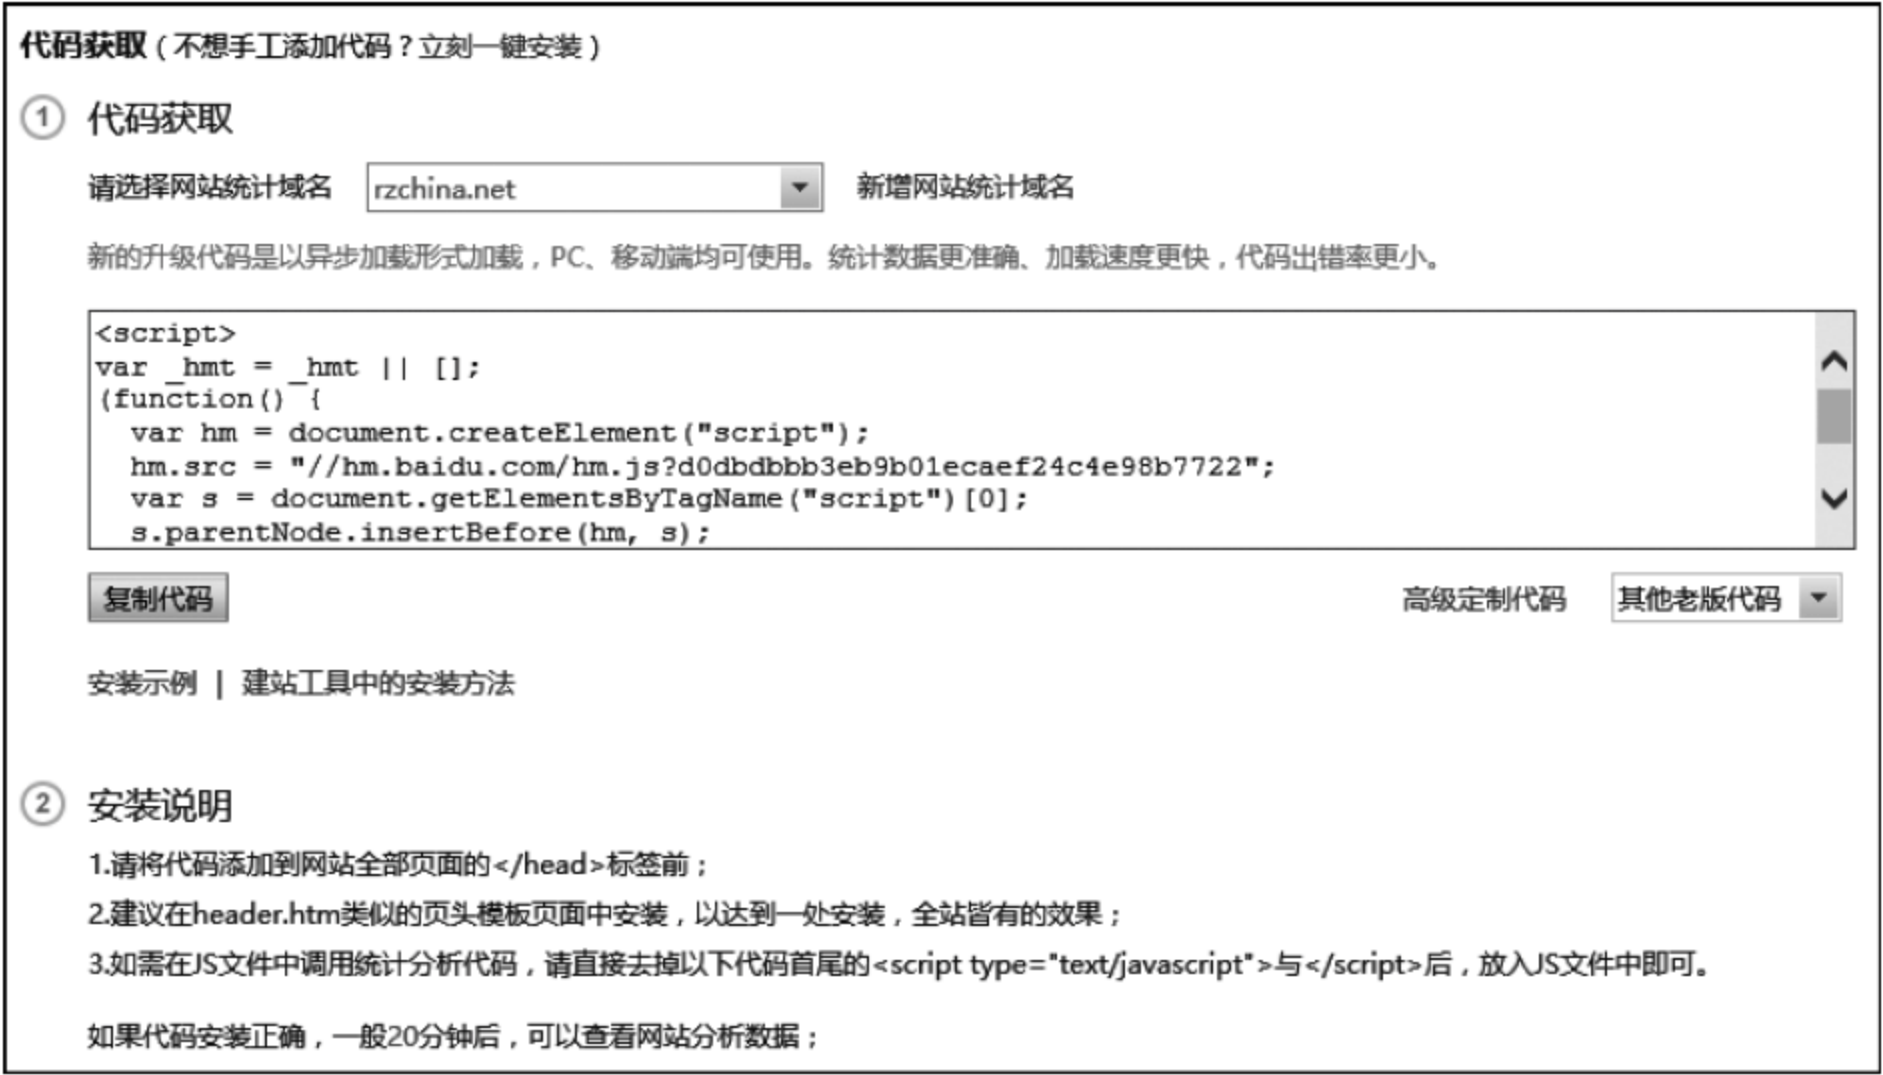 代码获取（不想手工添加代码？立刻一键安装）
1 代码获取
请选择网站统计域名 rzchina.net 新增网站统计域名
新的升级代码是以异步加载形式加载，PC、移动端均可使用。统计数据更准确、加载速度更快，代码出错率更小。
<script>
var _hmt = _hmt || [];
(function() {
  var hm = document.createElement("script");
  hm.src = "//hm.baidu.com/hm.js?d0dbdbbb3eb9b01ecaef24c4e98b7722";
  var s = document.getElementsByTagName("script")[0];
  s.parentNode.insertBefore(hm, s);
复制代码 高级定制代码 其他老版代码
安装示例 | 建站工具中的安装方法
2 安装说明
1.请将代码添加到网站全部页面的</head>标签前；
2.建议在header.htm类似的页头模板页面中安装，以达到一处安装，全站皆有的效果；
3.如需在JS文件中调用统计分析代码，请直接去掉以下代码首尾的<script type="text/javascript">与</script>后，放入JS文件中即可。
如果代码安装正确，一般20分钟后，可以查看网站分析数据；